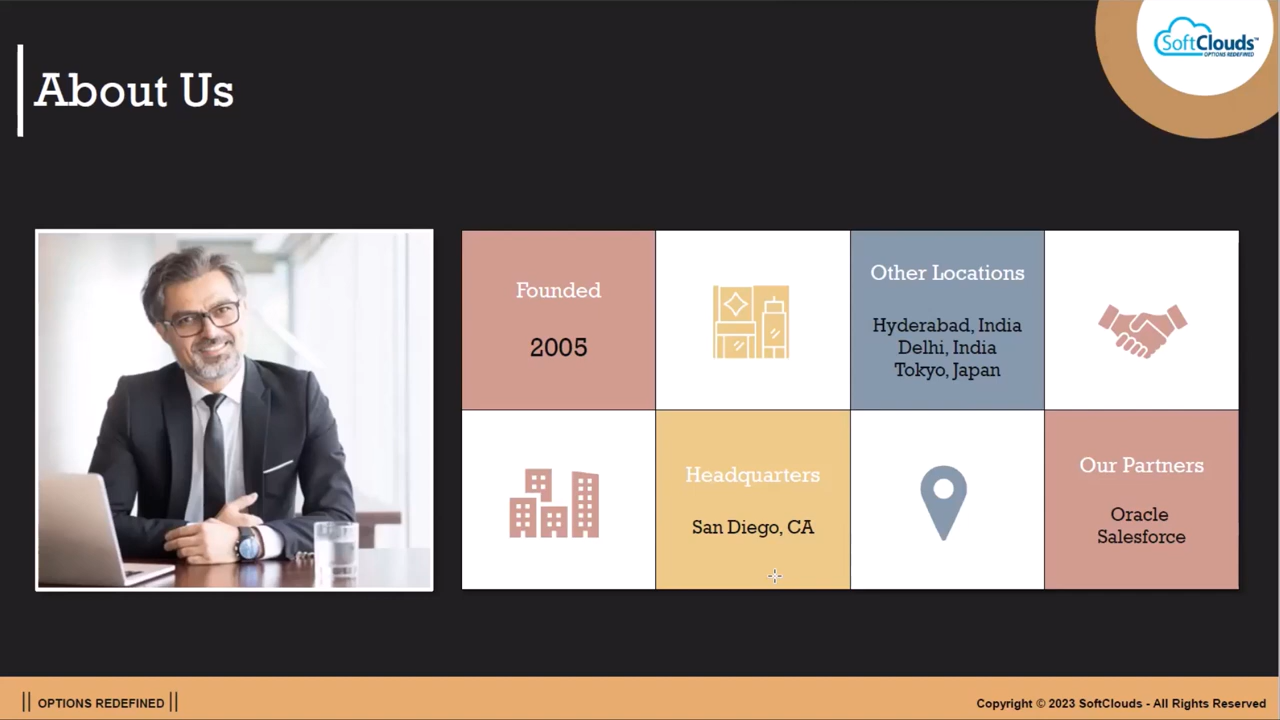 SoftClouds™
OPTIONS REDEFINED
About Us
Founded
2005
Other Locations
Hyderabad, India
Delhi, India
Tokyo, Japan
Headquarters
San Diego, CA
Our Partners
Oracle
Salesforce
|| OPTIONS REDEFINED ||
Copyright © 2023 SoftClouds - All Rights Reserved